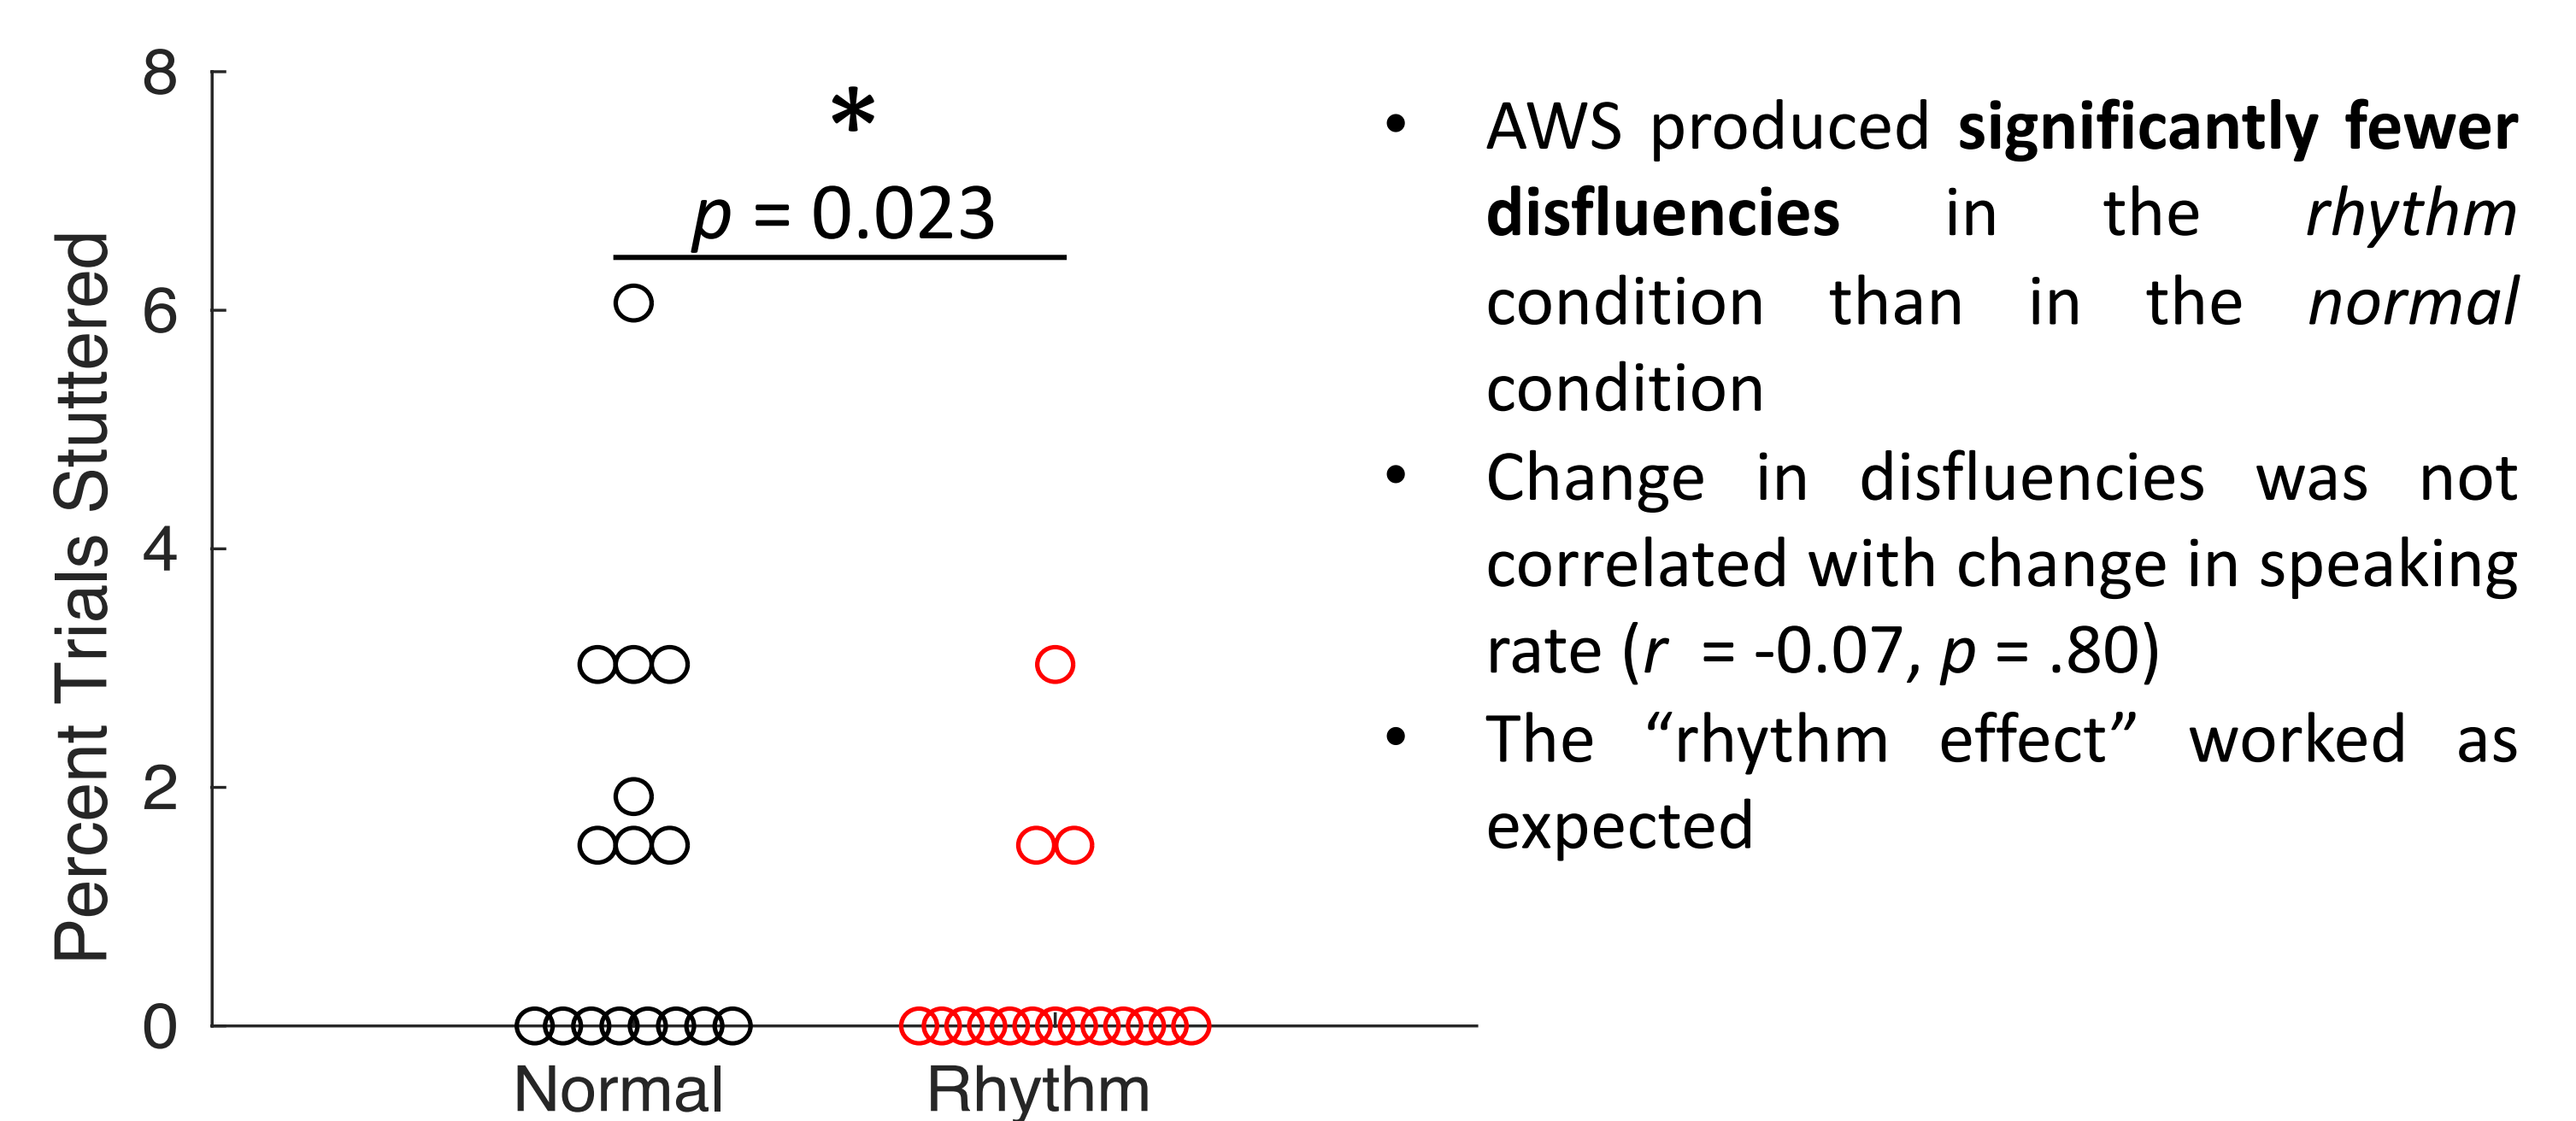 8
*
p = 0.023
6
4
2
0
Percent Trials Stuttered
Normal
Rhythm
• AWS produced significantly fewer
disfluencies in the rhythm
condition than in the normal
condition
• Change in disfluencies was not
correlated with change in speaking
rate (r = -0.07, p = .80)
• The “rhythm effect” worked as
expected